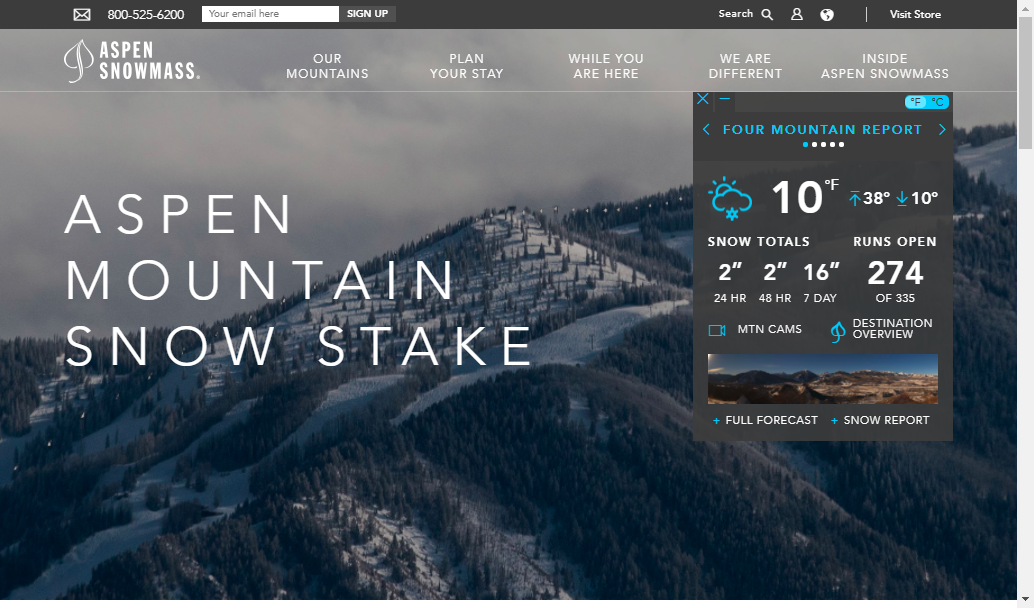 800-525-6200
Your email here
SIGN UP
Search
Visit Store
ASPEN
SNOWMASS
OUR
MOUNTAINS
PLAN
YOUR STAY
WHILE YOU
ARE HERE
WE ARE
DIFFERENT
INSIDE
ASPEN SNOWMASS
°F °C
FOUR MOUNTAIN REPORT
10°F 38° 10°
SNOW TOTALS
RUNS OPEN
2” 2” 16”
24 HR 48 HR 7 DAY
274
OF 335
MTN CAMS
DESTINATION
OVERVIEW
+ FULL FORECAST
+ SNOW REPORT
ASPEN
MOUNTAIN
SNOW STAKE